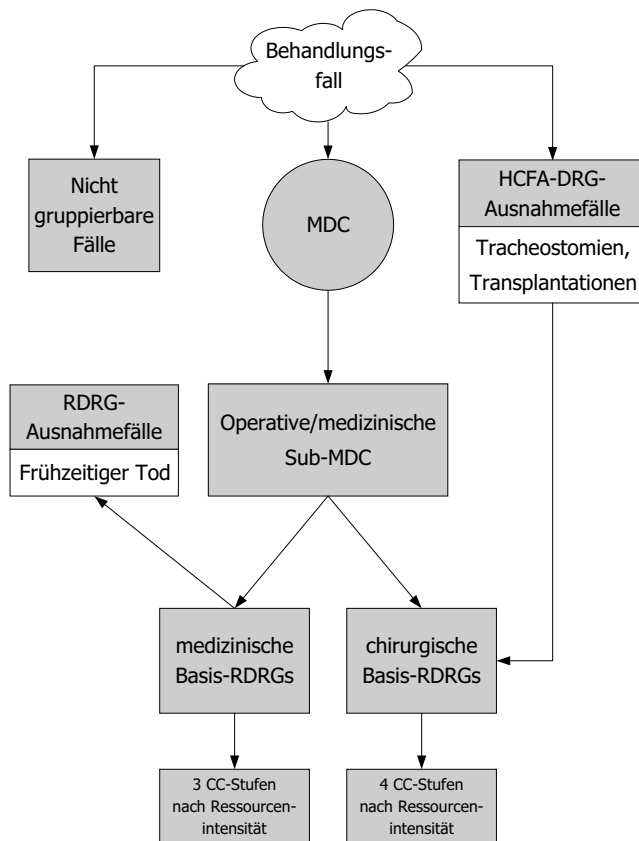 Behandlungs-
fall
Nicht
gruppierbare
Fälle
MDC
HCFA-DRG-
Ausnahmefälle
Tracheostomien,
Transplantationen
RDRG-
Ausnahmefälle
Frühzeitiger Tod
Operative/medizinische
Sub-MDC
medizinische
Basis-RDRGs
chirurgische
Basis-RDRGs
3 CC-Stufen
nach Ressourcen-
intensität
4 CC-Stufen
nach Ressourcen-
intensität